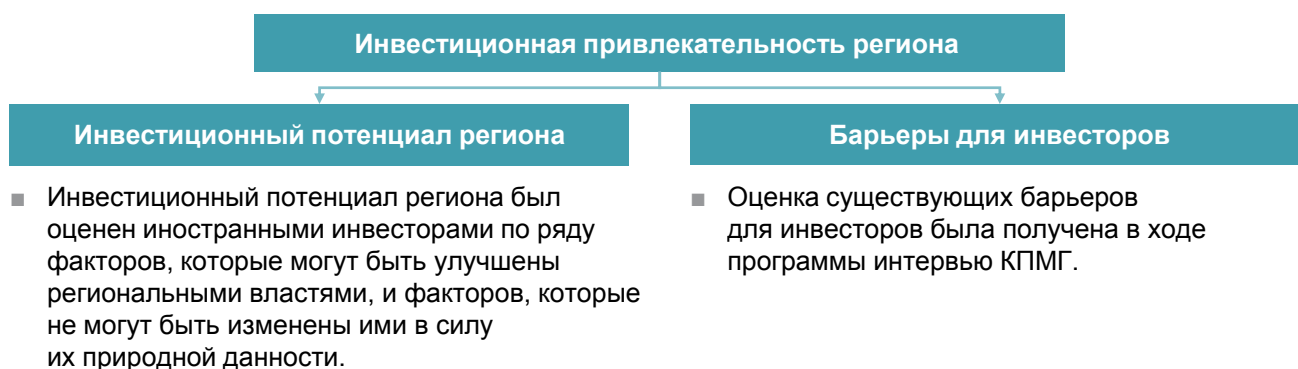 Инвестиционная привлекательность региона
Инвестиционный потенциал региона
Барьеры для инвесторов
Инвестиционный потенциал региона был
оценен иностранными инвесторами по ряду
факторов, которые могут быть улучшены
региональными властями, и факторов, которые
не могут быть изменены ими в силу
их природной данности.
Оценка существующих барьеров
для инвесторов была получена в ходе
программы интервью КПМГ.